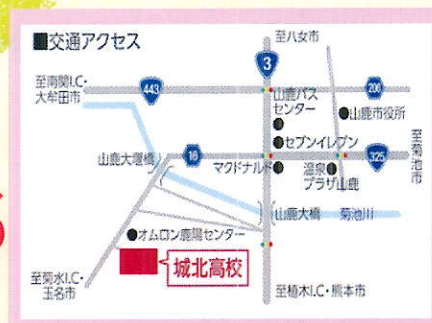 ■交通アクセス
至八女市
3
至南関I.C・
大牟田市
443
山鹿バス
センター
200
●山鹿市役所
●セブンイレブン
至菊池市
山鹿大堰橋
16
マクドナルド●
温泉●
プラザ山鹿
325
山鹿大橋
菊池川
●オムロン鹿陽センター
城北高校
至菊水I.C・
玉名市
至植木I.C・熊本市